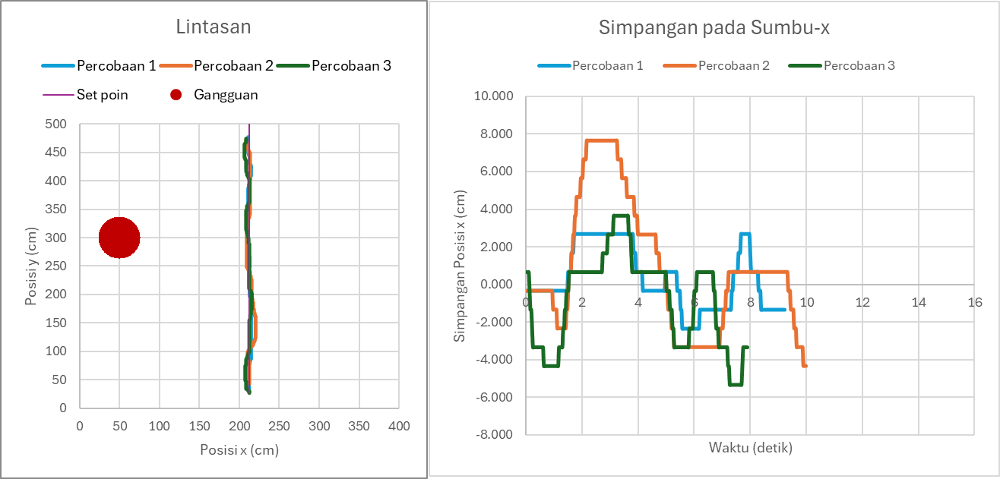 Lintasan
Percobaan 1 Percobaan 2 Percobaan 3
Set poin Gangguan
500
450
400
350
300
250
200
150
100
50
0
0 50 100 150 200 250 300 350 400
Posisi y (cm)
Posisi x (cm)
Simpangan pada Sumbu-x
Percobaan 1 Percobaan 2 Percobaan 3
10.000
8.000
6.000
4.000
2.000
0.000
-2.000
-4.000
-6.000
-8.000
0 2 4 6 8 10 12 14 16
Simpangan Posisi x (cm)
Waktu (detik)